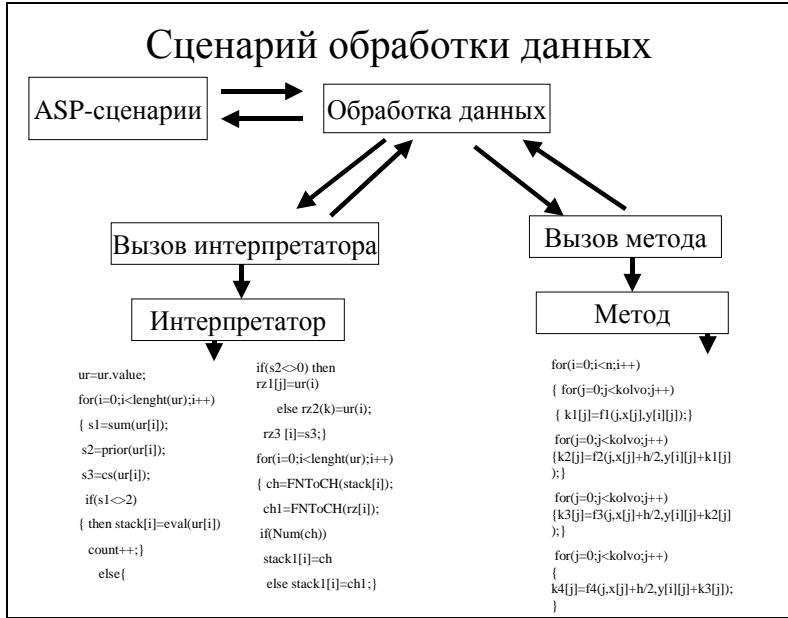 Сценарий обработки данных
ASP-сценарии
Обработка данных
Вызов интерпретатора
Вызов метода
Интерпретатор
Метод
ur=ur.value;
for(i=0;i<lenght(ur);i++)
{ s1=sum(ur[i]);
s2=prior(ur[i]);
s3=cs(ur[i]);
if(s1<>2)
{ then stack[i]=eval(ur[i])
count++;}
else{
if(s2<>0) then
rz1[j]=ur(i)
else rz2(k)=ur(i);
rz3 [i]=s3;}
for(i=0;i<lenght(ur);i++)
{ ch=FNToCH(stack[i]);
ch1=FNToCH(rz[i]);
if(Num(ch))
stack1[i]=ch
else stack1[i]=ch1;}
for(i=0;i<n;i++)
{ for(j=0;j<kolvo;j++)
{ k1[j]=f1(j,x[j],y[i][j]);}
for(j=0;j<kolvo;j++)
{k2[j]=f2(j,x[j]+h/2,y[i][j]+k1[j]
);}
for(j=0;j<kolvo;j++)
{k3[j]=f3(j,x[j]+h/2,y[i][j]+k2[j]
);}
for(j=0;j<kolvo;j++)
{
k4[j]=f4(j,x[j]+h/2,y[i][j]+k3[j]);
}